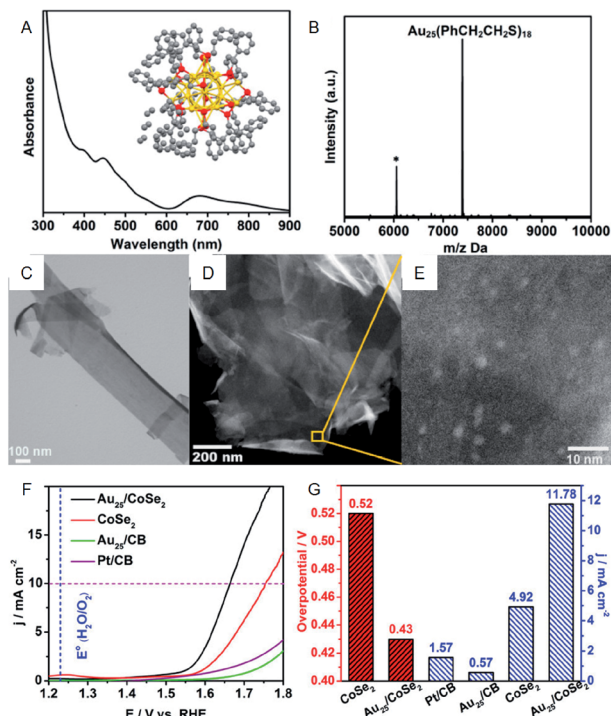 A
Absorbance
300 400 500 600 700 800 900
Wavelength (nm)
B
Au₂₅(PhCH₂CH₂S)₁₈
*
Intensity (a.u.)
5000 6000 7000 8000 9000 10000
m/z Da
C
100 nm
D
200 nm
E
10 nm
F
Au₂₅/CoSe₂
CoSe₂
Au₂₅/CB
Pt/CB
E° (H₂O/O₂)
j / mA cm⁻²
20
15
10
5
0
1.2 1.3 1.4 1.5 1.6 1.7 1.8
E / V vs. RHE
G
Overpotential / V
0.52
0.50
0.48
0.46
0.44
0.42
0.40
0.52
0.43
1.57
0.57
4.92
11.78
CoSe₂
Au₂₅/CoSe₂
Pt/CB
Au₂₅/CB
CoSe₂
Au₂₅/CoSe₂
12
10
8
6
4
2
0
j / mA cm⁻²